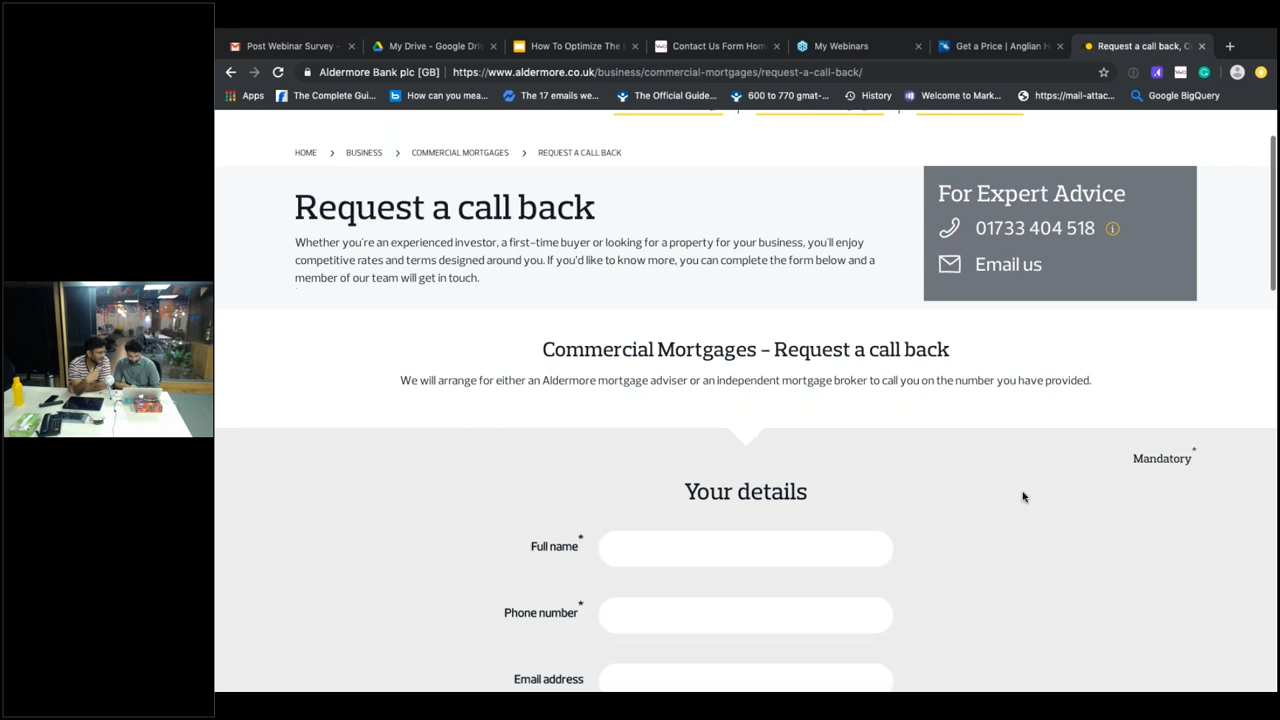 Post Webinar Survey -
My Drive - Google Dri
How To Optimize The
Contact Us Form Hom
My Webinars
Get a Price | Anglian H
Request a call back, C
Aldermore Bank plc [GB] https://www.aldermore.co.uk/business/commercial-mortgages/request-a-call-back/
Apps
The Complete Gui...
How can you mea...
The 17 emails we...
The Official Guide...
600 to 770 gmat-...
History
Welcome to Mark...
https://mail-attac...
Google BigQuery
HOME > BUSINESS > COMMERCIAL MORTGAGES > REQUEST A CALL BACK
Request a call back
Whether you're an experienced investor, a first-time buyer or looking for a property for your business, you'll enjoy
competitive rates and terms designed around you. If you'd like to know more, you can complete the form below and a
member of our team will get in touch.
For Expert Advice
01733 404 518
Email us
Commercial Mortgages – Request a call back
We will arrange for either an Aldermore mortgage adviser or an independent mortgage broker to call you on the number you have provided.
Mandatory*
Your details
Full name*
Phone number*
Email address